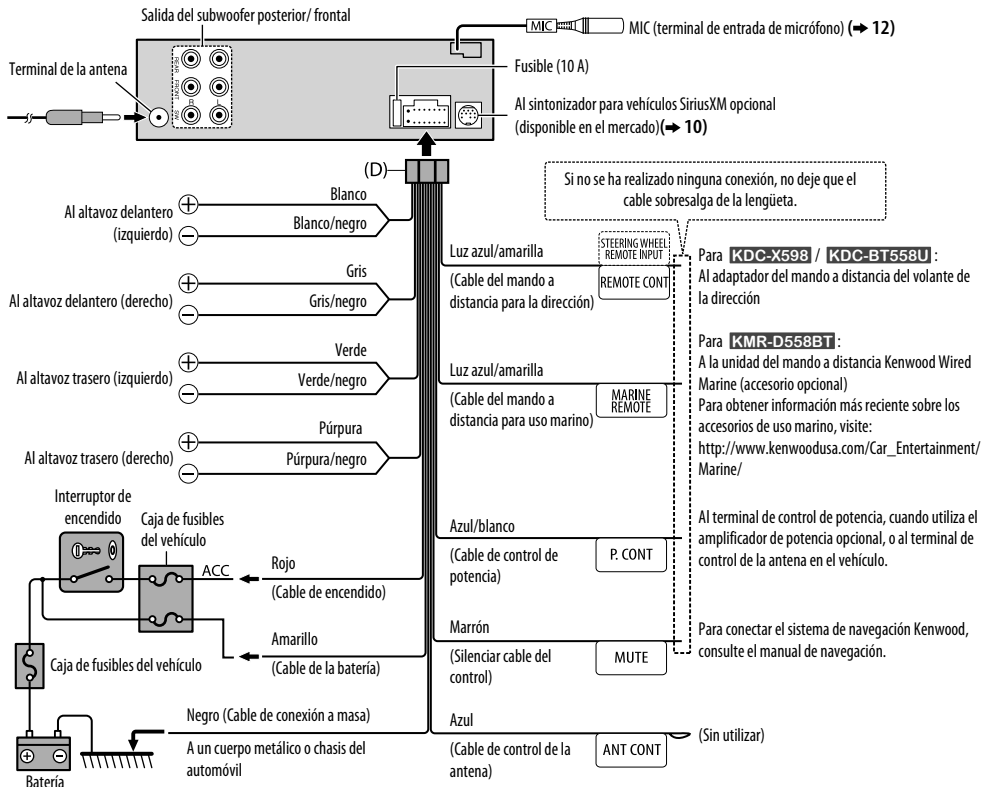 Salida del subwoofer posterior/ frontal
MIC
MIC (terminal de entrada de micrófono) (➜ 12)
Terminal de la antena
REAR
FRONT
SW
R
L
Fusible (10 A)
Al sintonizador para vehículos SiriusXM opcional
(disponible en el mercado)(➜ 10)
(D)
Si no se ha realizado ninguna conexión, no deje que el
cable sobresalga de la lengüeta.
Al altavoz delantero
(izquierdo)
Blanco
Blanco/negro
Al altavoz delantero (derecho)
Gris
Gris/negro
Al altavoz trasero (izquierdo)
Verde
Verde/negro
Al altavoz trasero (derecho)
Púrpura
Púrpura/negro
Luz azul/amarilla
(Cable del mando a
distancia para la dirección)
STEERING WHEEL
REMOTE INPUT
REMOTE CONT
Para KDC-X598 / KDC-BT558U :
Al adaptador del mando a distancia del volante de
la dirección
Luz azul/amarilla
(Cable del mando a
distancia para uso marino)
MARINE
REMOTE
Para KMR-D558BT :
A la unidad del mando a distancia Kenwood Wired
Marine (accesorio opcional)
Para obtener información más reciente sobre los
accesorios de uso marino, visite:
http://www.kenwoodusa.com/Car_Entertainment/
Marine/
Interruptor de
encendido
Caja de fusibles
del vehículo
ACC
Rojo
(Cable de encendido)
Amarillo
(Cable de la batería)
Caja de fusibles del vehículo
Negro (Cable de conexión a masa)
A un cuerpo metálico o chasis del
automóvil
Batería
Azul/blanco
(Cable de control de
potencia)
P. CONT
Al terminal de control de potencia, cuando utiliza el
amplificador de potencia opcional, o al terminal de
control de la antena en el vehículo.
Marrón
(Silenciar cable del
control)
MUTE
Para conectar el sistema de navegación Kenwood,
consulte el manual de navegación.
Azul
(Cable de control de la
antena)
ANT CONT
(Sin utilizar)